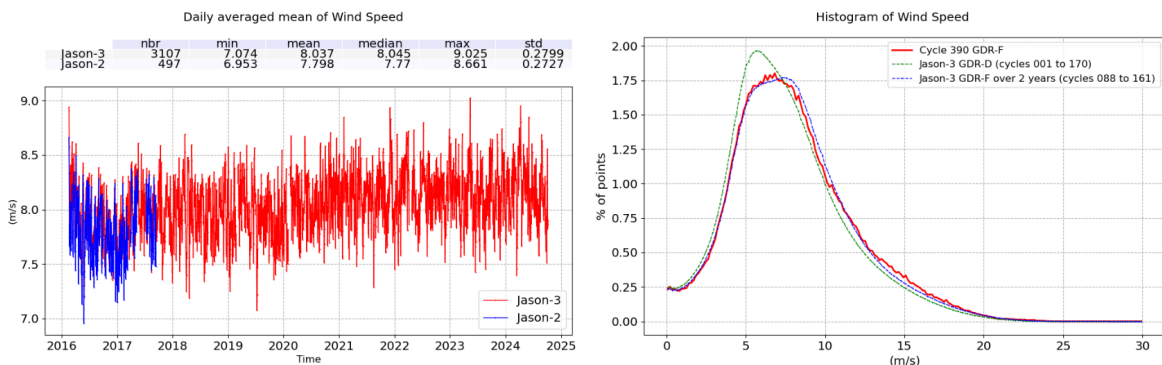 Daily averaged mean of Wind Speed
nbr min mean median max std
Jason-3 3107 7.074 8.037 8.045 9.025 0.2799
Jason-2 497 6.953 7.798 7.77 8.661 0.2727
9.0
8.5
8.0
7.5
7.0
(m/s)
2016 2017 2018 2019 2020 2021 2022 2023 2024 2025
Time
Jason-3
Jason-2
Histogram of Wind Speed
2.00
1.75
1.50
1.25
1.00
0.75
0.50
0.25
0.00
% of points
0 5 10 15 20 25 30
(m/s)
Cycle 390 GDR-F
Jason-3 GDR-D (cycles 001 to 170)
Jason-3 GDR-F over 2 years (cycles 088 to 161)